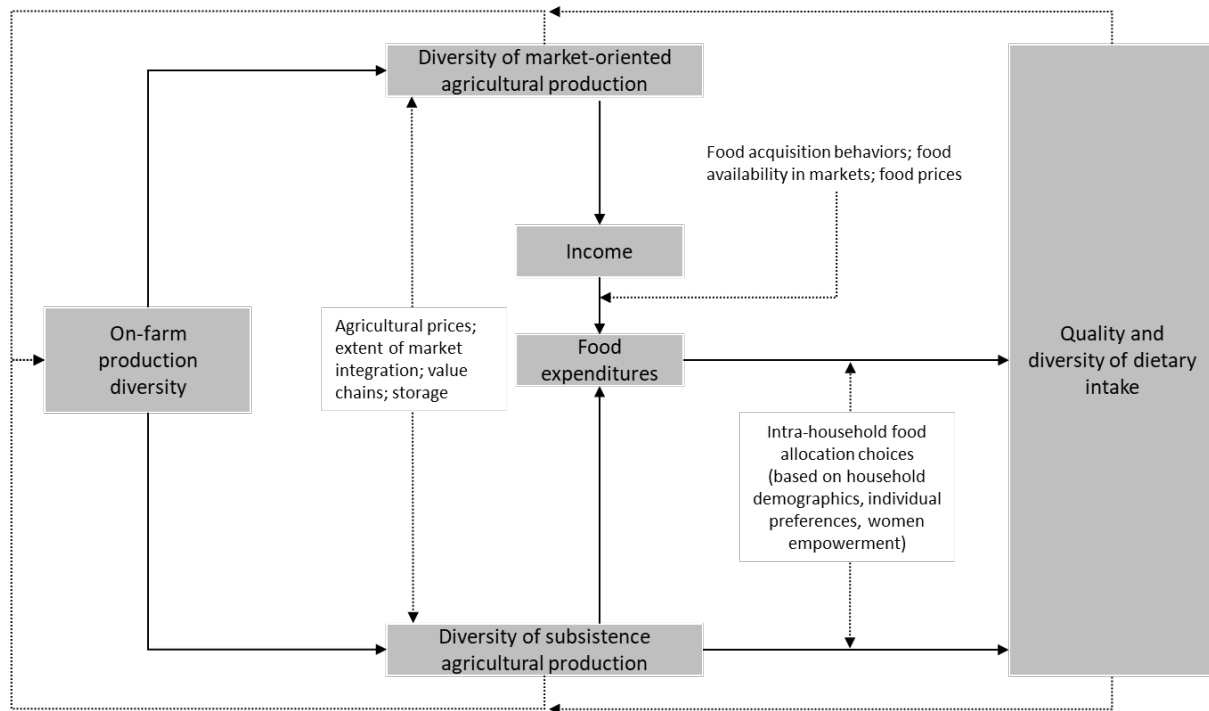 Diversity of market-oriented
agricultural production
Food acquisition behaviors; food
availability in markets; food prices
Income
On-farm
production
diversity
Agricultural prices;
extent of market
integration; value
chains; storage
Food
expenditures
Quality and
diversity of dietary
intake
Intra-household food
allocation choices
(based on household
demographics, individual
preferences, women
empowerment)
Diversity of subsistence
agricultural production